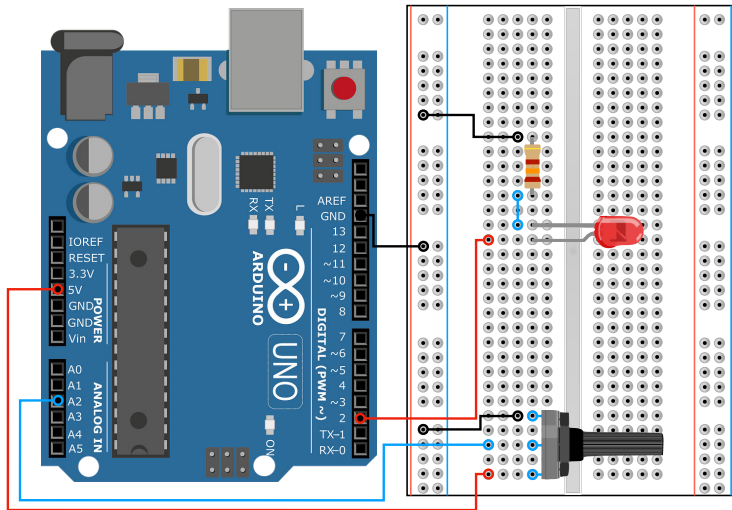 AREF
GND
13
12
~11
~10
~9
8
7
~6
~5
4
~3
2
TX-1
RX-0
IOREF
RESET
3.3V
5V
GND
GND
Vin
A0
A1
A2
A3
A4
A5
POWER
ANALOG IN
RX
TX
L
ARDUINO
UNO
DIGITAL (PWM ~)
ON